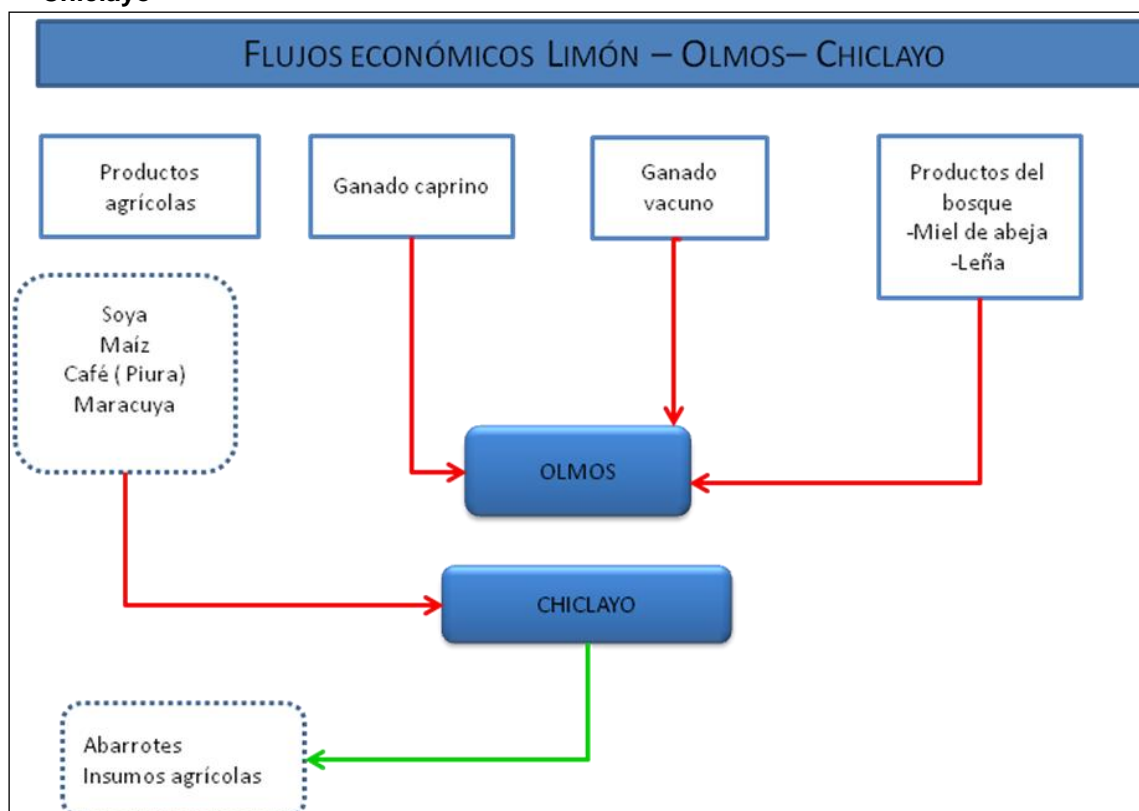 Chiclayo
FLUJOS ECONÓMICOS LIMÓN – OLMOS– CHICLAYO
Productos
agrícolas
Ganado caprino
Ganado
vacuno
Productos del
bosque
-Miel de abeja
-Leña
Soya
Maíz
Café ( Piura)
Maracuya
OLMOS
CHICLAYO
Abarrotes
Insumos agrícolas